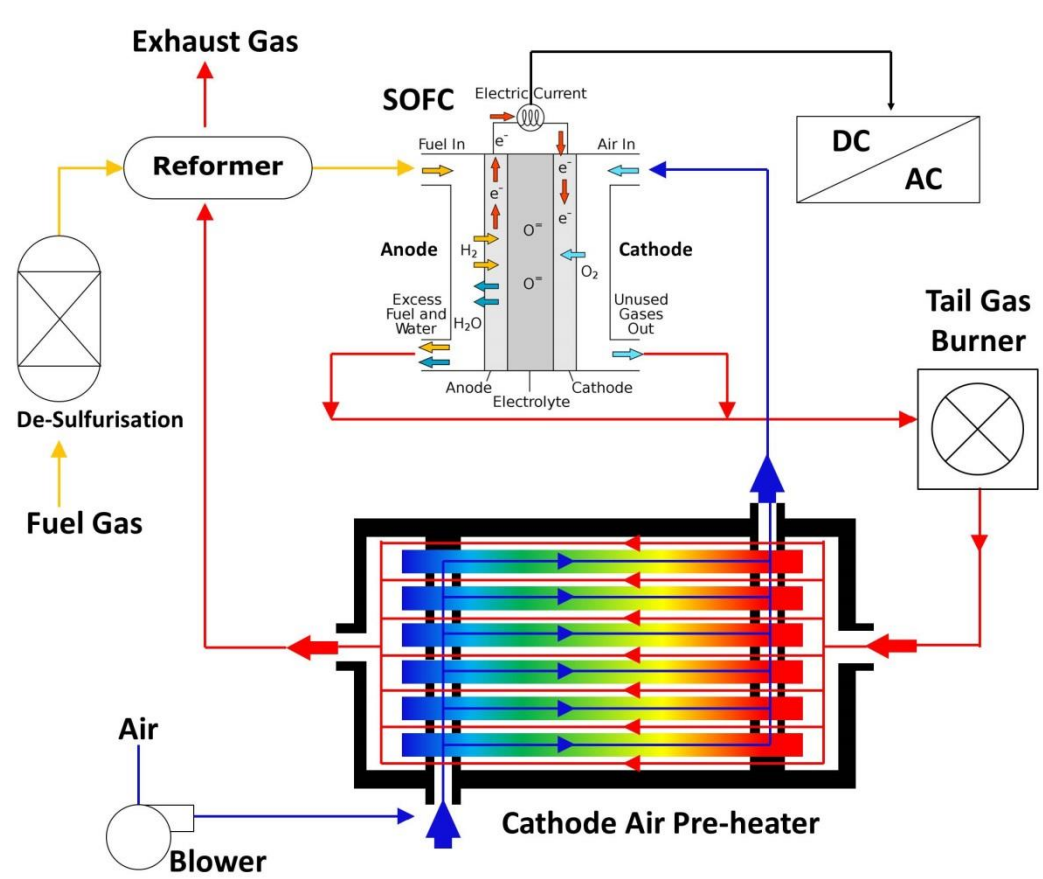 Exhaust Gas
SOFC
Electric Current
Reformer
Fuel In
e⁻
Air In
DC
AC
e⁻
e⁻
e⁻
O⁼
Anode
H₂
Cathode
O₂
O⁼
Excess
Fuel and
Water
H₂O
Unused
Gases
Out
Tail Gas
Burner
Anode
Cathode
Electrolyte
De-Sulfurisation
Fuel Gas
Air
Cathode Air Pre-heater
Blower